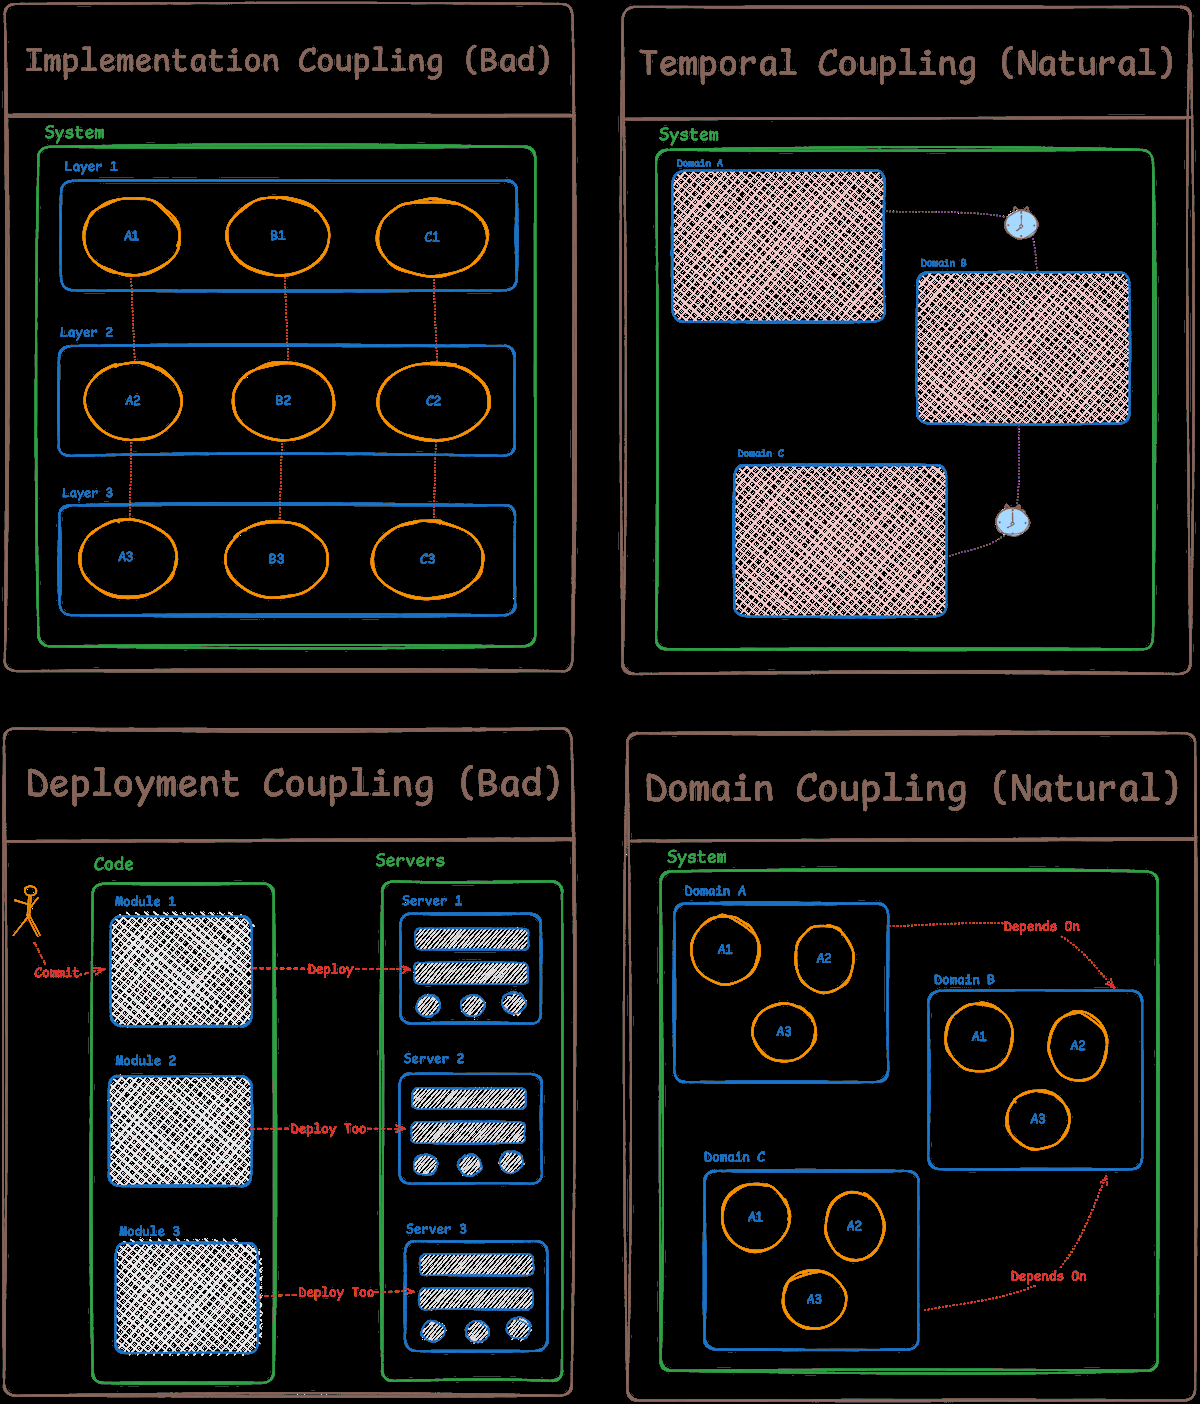 Implementation Coupling (Bad)
System
Layer 1
A1
B1
C1
Layer 2
A2
B2
C2
Layer 3
A3
B3
C3
Temporal Coupling (Natural)
System
Domain A
Domain B
Domain C
Deployment Coupling (Bad)
Code
Servers
Module 1
Server 1
Commit
Deploy
Module 2
Server 2
Deploy Too
Module 3
Server 3
Deploy Too
Domain Coupling (Natural)
System
Domain A
A1
A2
A3
Depends On
Domain B
A1
A2
A3
Domain C
A1
A2
A3
Depends On